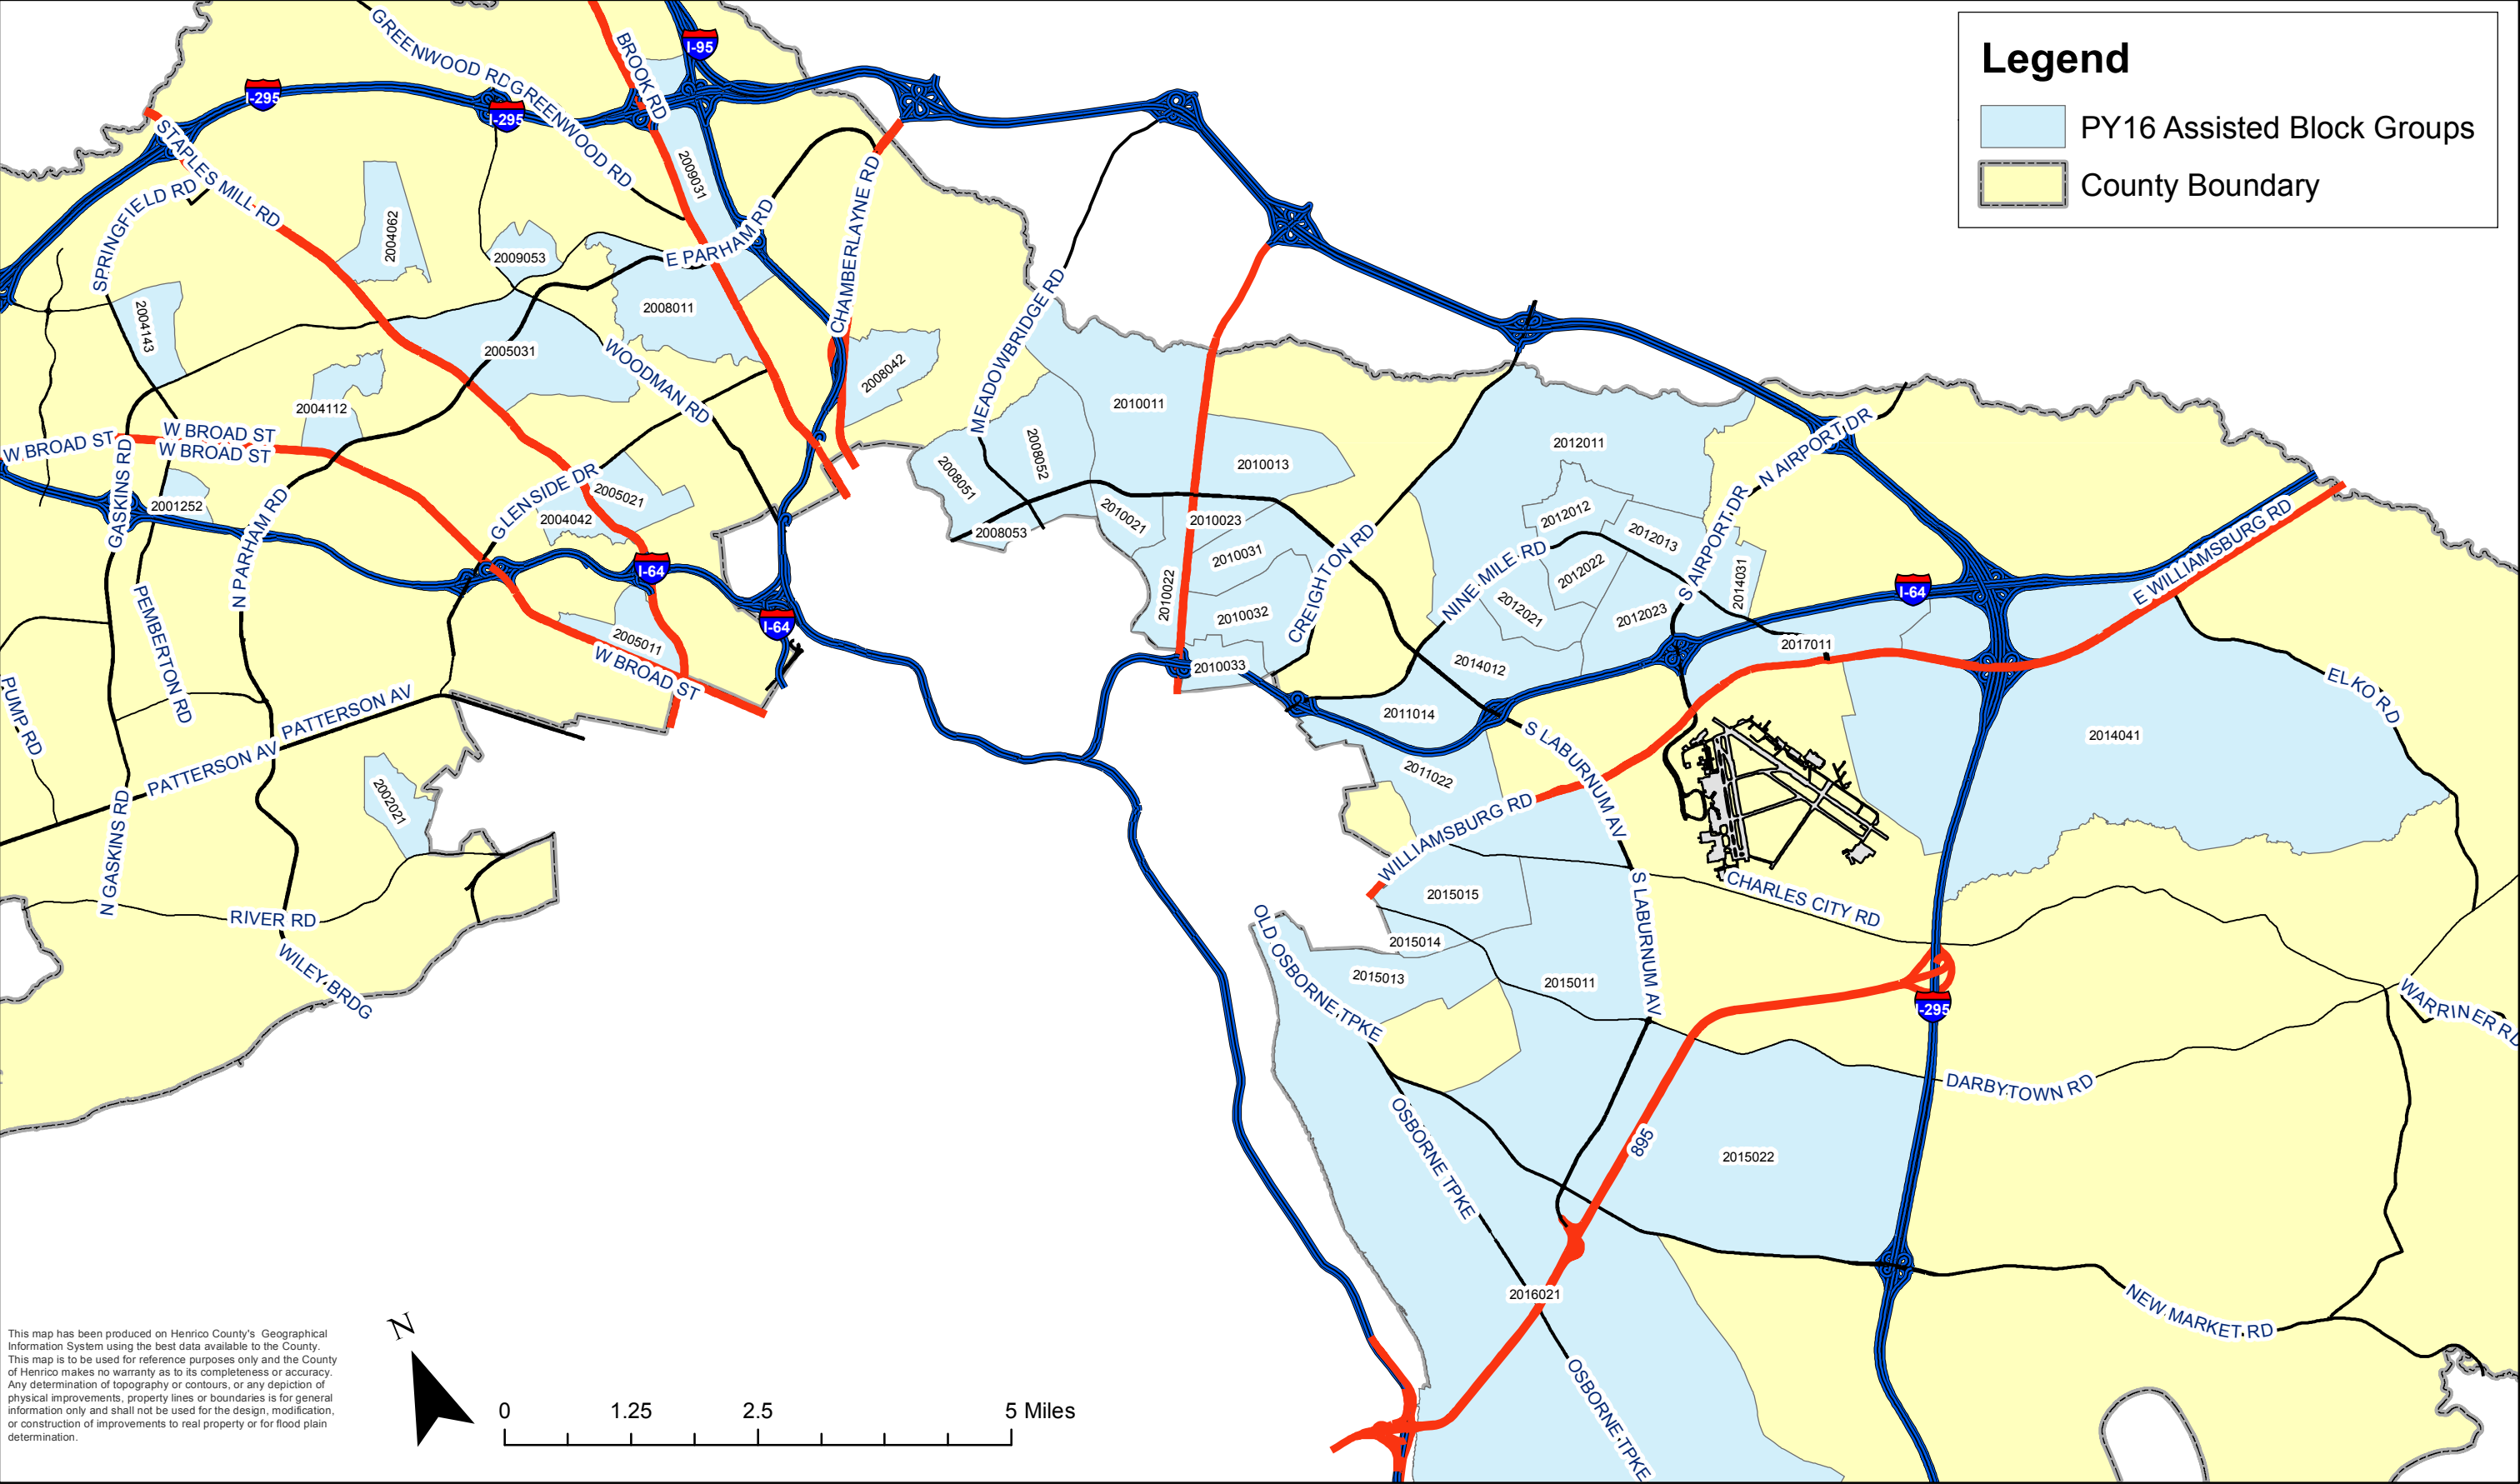 Legend
PY16 Assisted Block Groups
County Boundary
GREENWOOD RD
GREENWOOD RD
BROOK RD
I-95
I-295
I-295
STAPLES MILL RD
SPRINGFIELD RD
2004062
2009053
2009031
E PARHAM RD
CHAMBERLAYNE RD
2008011
2004143
2005031
WOODMAN RD
2008042
MEADOWBRIDGE RD
2004112
W BROAD ST
W BROAD ST
W BROAD ST
GASKINS RD
2001252
N PARHAM RD
GLENSIDE DR
2005021
2004042
I-64
I-64
PEMBERTON RD
2005011
W BROAD ST
PUMP RD
PATTERSON AV
PATTERSON AV
N GASKINS RD
2002021
RIVER RD
WILEY BRDG
2010011
2010013
2008051
2008052
2008053
2010021
2010023
2010031
2010022
2010032
2010033
CREIGHTON RD
2012011
2012012
2012013
NINE MILE RD
2012022
2012021
2012023
S AIRPORT DR
N AIRPORT DR
2014031
I-64
E WILLIAMSBURG RD
2017011
2014012
2011014
2011022
S LABURNUM AV
ELKO RD
2014041
WILLIAMSBURG RD
2015015
S LABURNUM AV
CHARLES CITY RD
OLD OSBORNE TPKE
2015014
2015013
2015011
I-295
WARRINER RD
DARBYTOWN RD
OSBORNE TPKE
895
2015022
2016021
NEW MARKET RD
OSBORNE TPKE
N
0
1.25
2.5
5 Miles
This map has been produced on Henrico County's Geographical
Information System using the best data available to the County.
This map is to be used for reference purposes only and the County
of Henrico makes no warranty as to its completeness or accuracy.
Any determination of topography or contours, or any depiction of
physical improvements, property lines or boundaries is for general
information only and shall not be used for the design, modification,
or construction of improvements to real property or for flood plain
determination.